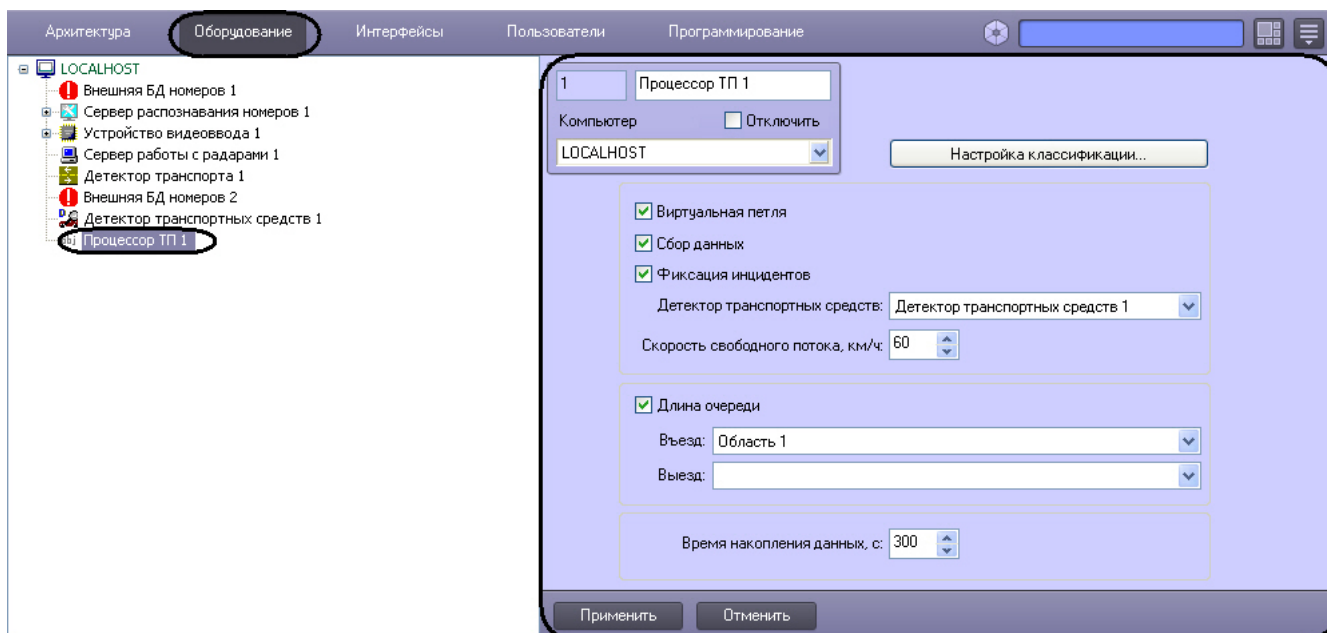 Архитектура Оборудование Интерфейсы Пользователи Программирование
LOCALHOST
Внешняя БД номеров 1
Сервер распознавания номеров 1
Устройство видеоввода 1
Сервер работы с радарами 1
Детектор транспорта 1
Внешняя БД номеров 2
Детектор транспортных средств 1
Процессор ТП 1
1 Процессор ТП 1
Компьютер Отключить
LOCALHOST
Настройка классификации...
Виртуальная петля
Сбор данных
Фиксация инцидентов
Детектор транспортных средств: Детектор транспортных средств 1
Скорость свободного потока, км/ч: 60
Длина очереди
Въезд: Область 1
Выезд:
Время накопления данных, с: 300
Применить Отменить